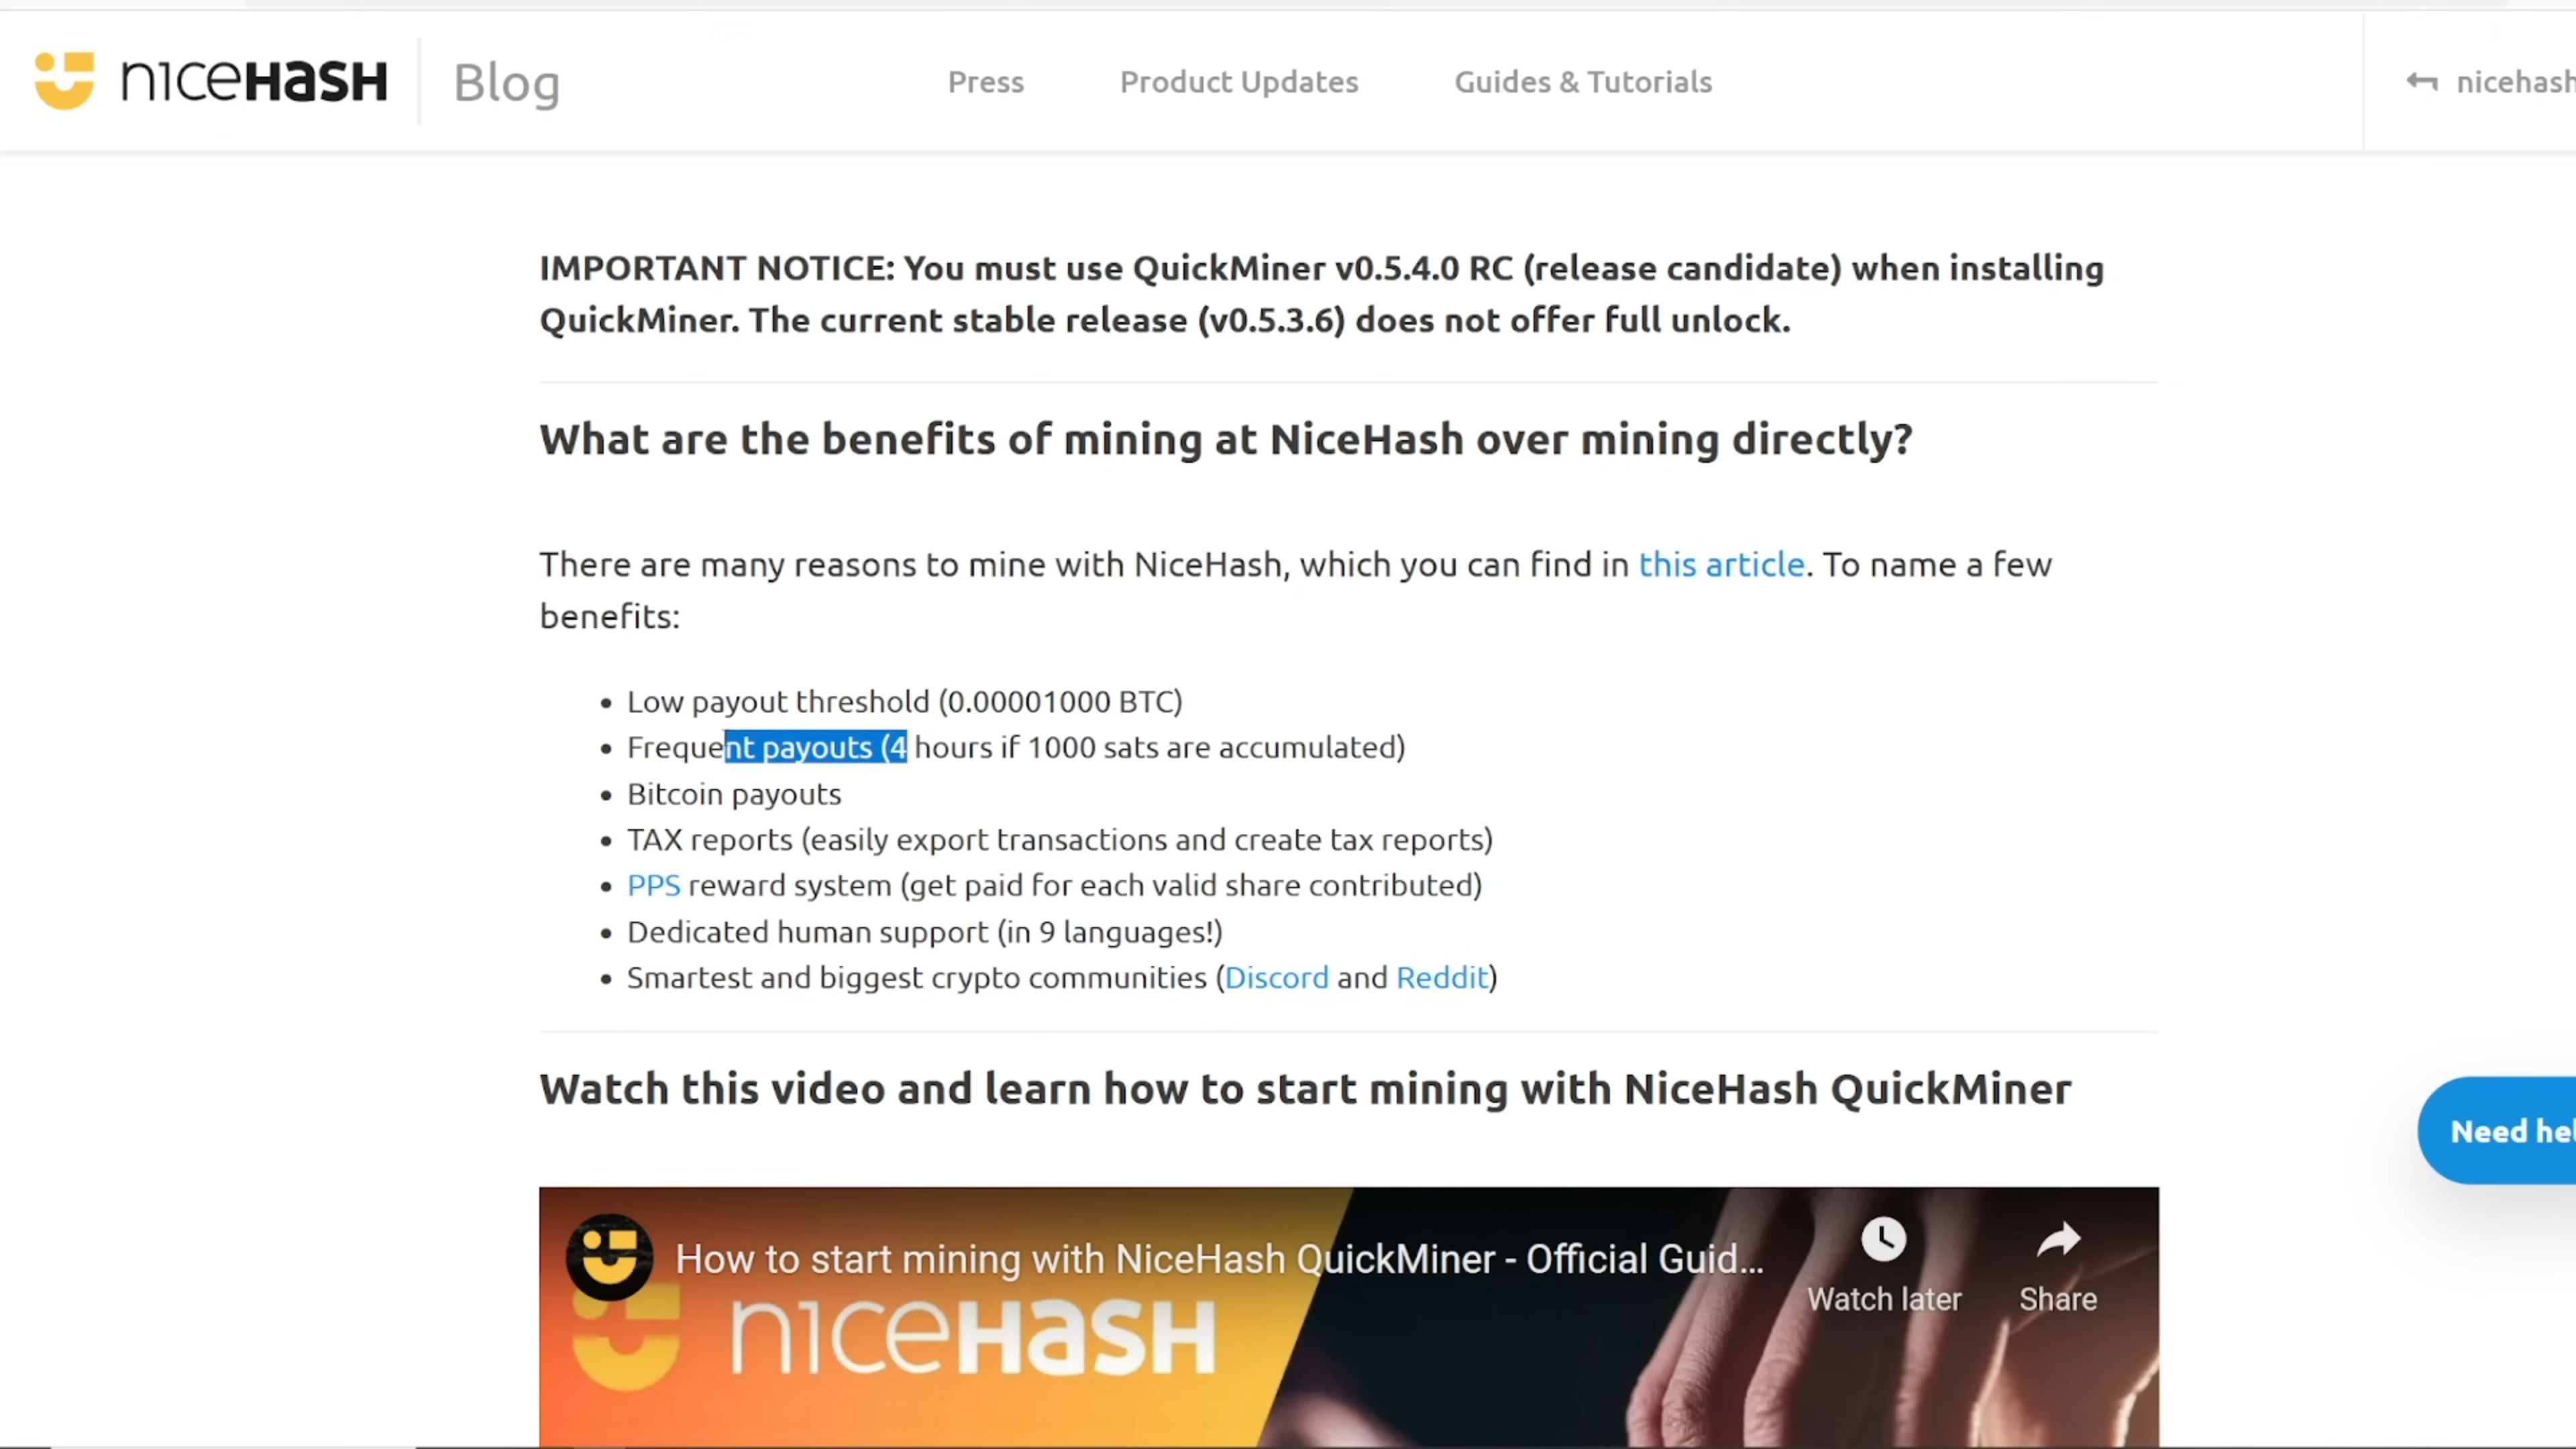 niceHASH Blog Press Product Updates Guides & Tutorials nicehash
IMPORTANT NOTICE: You must use QuickMiner v0.5.4.0 RC (release candidate) when installing
QuickMiner. The current stable release (v0.5.3.6) does not offer full unlock.
What are the benefits of mining at NiceHash over mining directly?
There are many reasons to mine with NiceHash, which you can find in this article. To name a few
benefits:
• Low payout threshold (0.00001000 BTC)
• Frequent payouts (4 hours if 1000 sats are accumulated)
• Bitcoin payouts
• TAX reports (easily export transactions and create tax reports)
• PPS reward system (get paid for each valid share contributed)
• Dedicated human support (in 9 languages!)
• Smartest and biggest crypto communities (Discord and Reddit)
Watch this video and learn how to start mining with NiceHash QuickMiner
Need hel
How to start mining with NiceHash QuickMiner - Official Guid...
Watch later Share
niceHASH